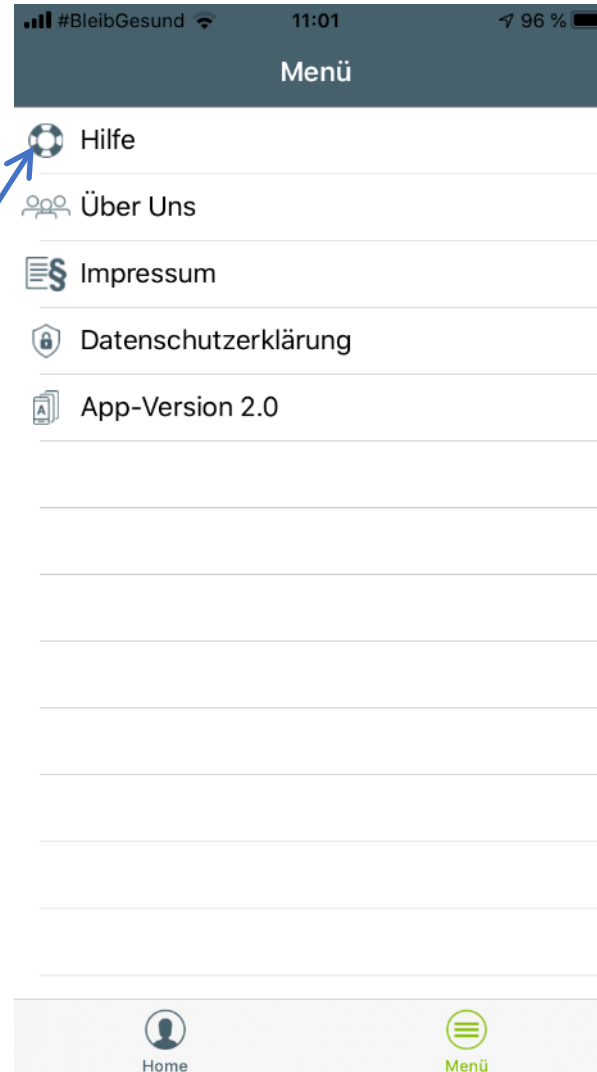 #BleibGesund 11:01 96 %
Menü
Hilfe
Über Uns
§ Impressum
Datenschutzerklärung
A App-Version 2.0
Home Menü